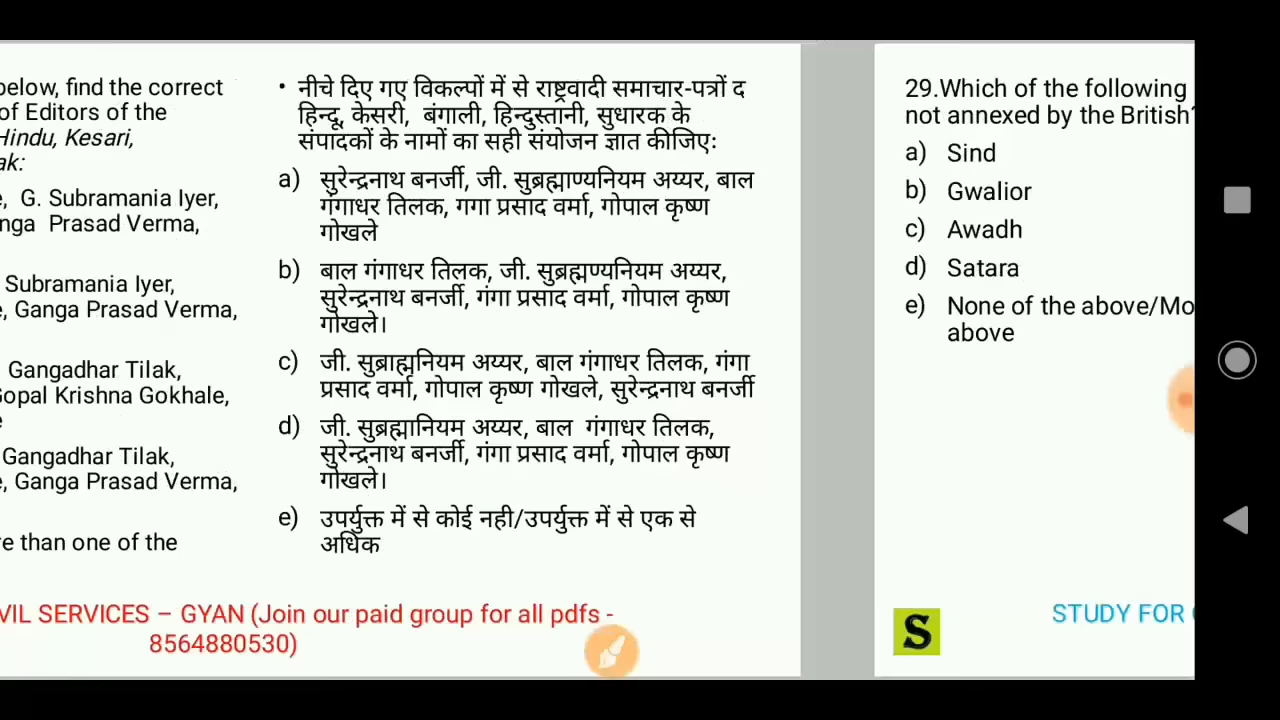 below, find the correct
of Editors of the
Hindu, Kesari,
ak:
e, G. Subramania Iyer,
nga Prasad Verma,
Subramania Iyer,
e, Ganga Prasad Verma,
Gangadhar Tilak,
Gopal Krishna Gokhale,
e
Gangadhar Tilak,
e, Ganga Prasad Verma,
re than one of the
• नीचे दिए गए विकल्पों में से राष्ट्रवादी समाचार-पत्रों द
हिन्दू, केसरी, बंगाली, हिन्दुस्तानी, सुधारक के
संपादकों के नामों का सही संयोजन ज्ञात कीजिए:
a) सुरेन्द्रनाथ बनर्जी, जी. सुब्रह्माण्यनियम अय्यर, बाल
गंगाधर तिलक, गगा प्रसाद वर्मा, गोपाल कृष्ण
गोखले
b) बाल गंगाधर तिलक, जी. सुब्रह्मण्यनियम अय्यर,
सुरेन्द्रनाथ बनर्जी, गंगा प्रसाद वर्मा, गोपाल कृष्ण
गोखले।
c) जी. सुब्राह्मनियम अय्यर, बाल गंगाधर तिलक, गंगा
प्रसाद वर्मा, गोपाल कृष्ण गोखले, सुरेन्द्रनाथ बनर्जी
d) जी. सुब्रह्मानियम अय्यर, बाल गंगाधर तिलक,
सुरेन्द्रनाथ बनर्जी, गंगा प्रसाद वर्मा, गोपाल कृष्ण
गोखले।
e) उपर्युक्त में से कोई नही/उपर्युक्त में से एक से
अधिक
VIL SERVICES – GYAN (Join our paid group for all pdfs -
8564880530)
29.Which of the following
not annexed by the British?
a) Sind
b) Gwalior
c) Awadh
d) Satara
e) None of the above/Mo
above
S
STUDY FOR